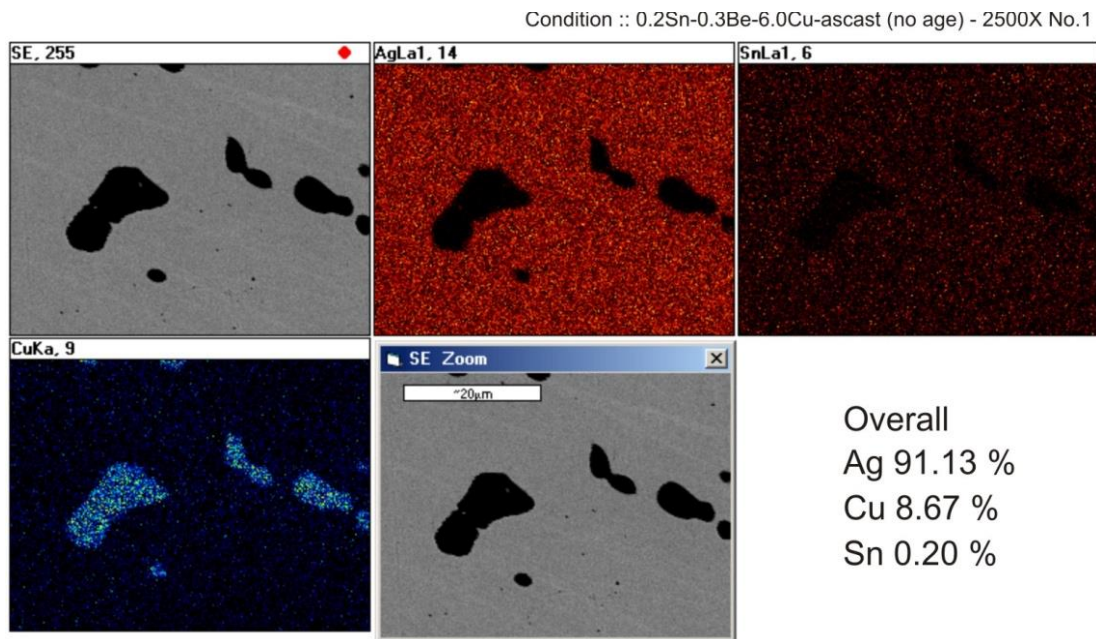 Condition :: 0.2Sn-0.3Be-6.0Cu-ascast (no age) - 2500X No.1
SE, 255
AgLa1, 14
SnLa1, 6
CuKa, 9
SE Zoom
~20µm
Overall
Ag 91.13 %
Cu 8.67 %
Sn 0.20 %